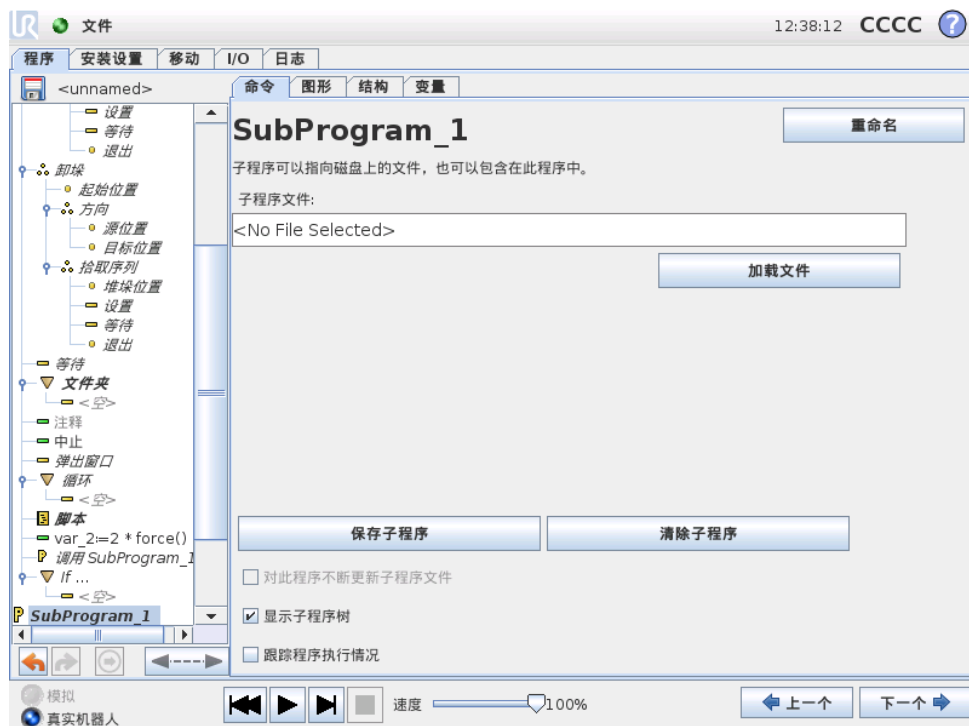 文件 12:38:12 CCCC ?
程序 安装设置 移动 I/O 日志
<unnamed>
设置
等待
退出
卸垛
起始位置
方向
源位置
目标位置
拾取序列
堆垛位置
设置
等待
退出
等待
文件夹
<空>
注释
中止
弹出窗口
循环
<空>
脚本
var_2:=2 * force()
调用 SubProgram_1
If ...
<空>
SubProgram_1
命令 图形 结构 变量
SubProgram_1 重命名
子程序可以指向磁盘上的文件，也可以包含在此程序中。
子程序文件:
<No File Selected>
加载文件
保存子程序 清除子程序
对此程序不断更新子程序文件
显示子程序树
跟踪程序执行情况
模拟
真实机器人
速度 100% 上一个 下一个